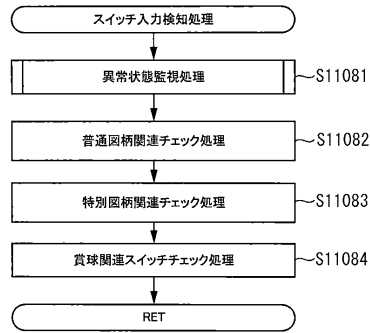 スイッチ入力検知処理
異常状態監視処理
S11081
普通図柄関連チェック処理
S11082
特別図柄関連チェック処理
S11083
賞球関連スイッチチェック処理
S11084
RET